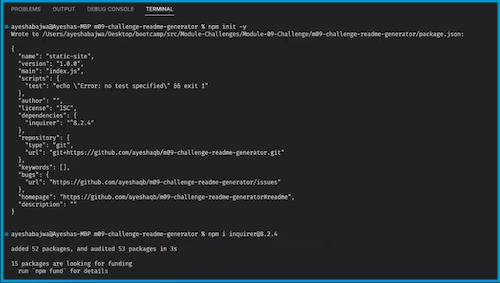 PROBLEMS OUTPUT DEBUG CONSOLE TERMINAL
ayeshabajwa@Ayeshas-MBP m09-challenge-readme-generator % npm init -y
Wrote to /Users/ayeshabajwa/Desktop/bootcamp/src/Module-Challenges/Module-09-Challenge/m09-challenge-readme-generator/package.json:
{
"name": "static-site",
"version": "1.0.0",
"main": "index.js",
"scripts": {
"test": "echo \"Error: no test specified\" && exit 1"
},
"author": "",
"license": "ISC",
"dependencies": {
"inquirer": "^8.2.4"
},
"repository": {
"type": "git",
"url": "git+https://github.com/ayeshaqb/m09-challenge-readme-generator.git"
},
"keywords": [],
"bugs": {
"url": "https://github.com/ayeshaqb/m09-challenge-readme-generator/issues"
},
"homepage": "https://github.com/ayeshaqb/m09-challenge-readme-generator#readme",
"description": ""
}
ayeshabajwa@Ayeshas-MBP m09-challenge-readme-generator % npm i inquirer@8.2.4
added 52 packages, and audited 53 packages in 3s
15 packages are looking for funding
run `npm fund` for details